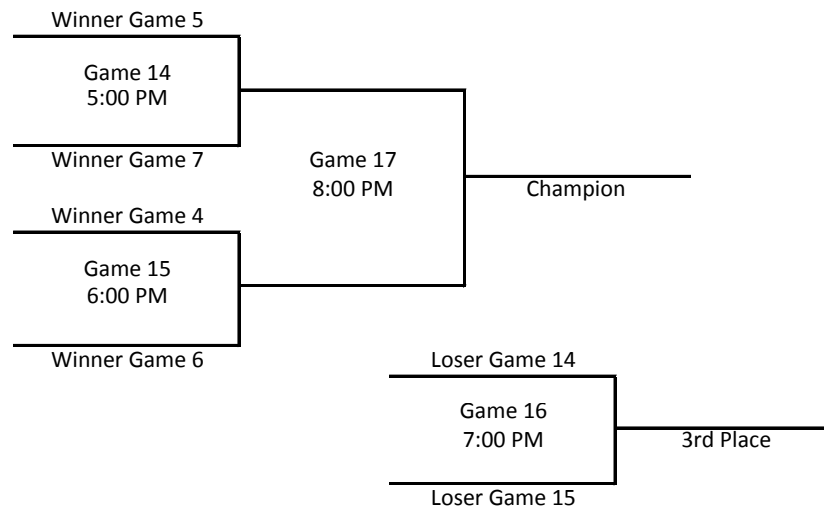 Winner Game 5
Game 14
5:00 PM
Winner Game 7
Game 17
8:00 PM
Champion
Winner Game 4
Game 15
6:00 PM
Winner Game 6
Loser Game 14
Game 16
7:00 PM
3rd Place
Loser Game 15